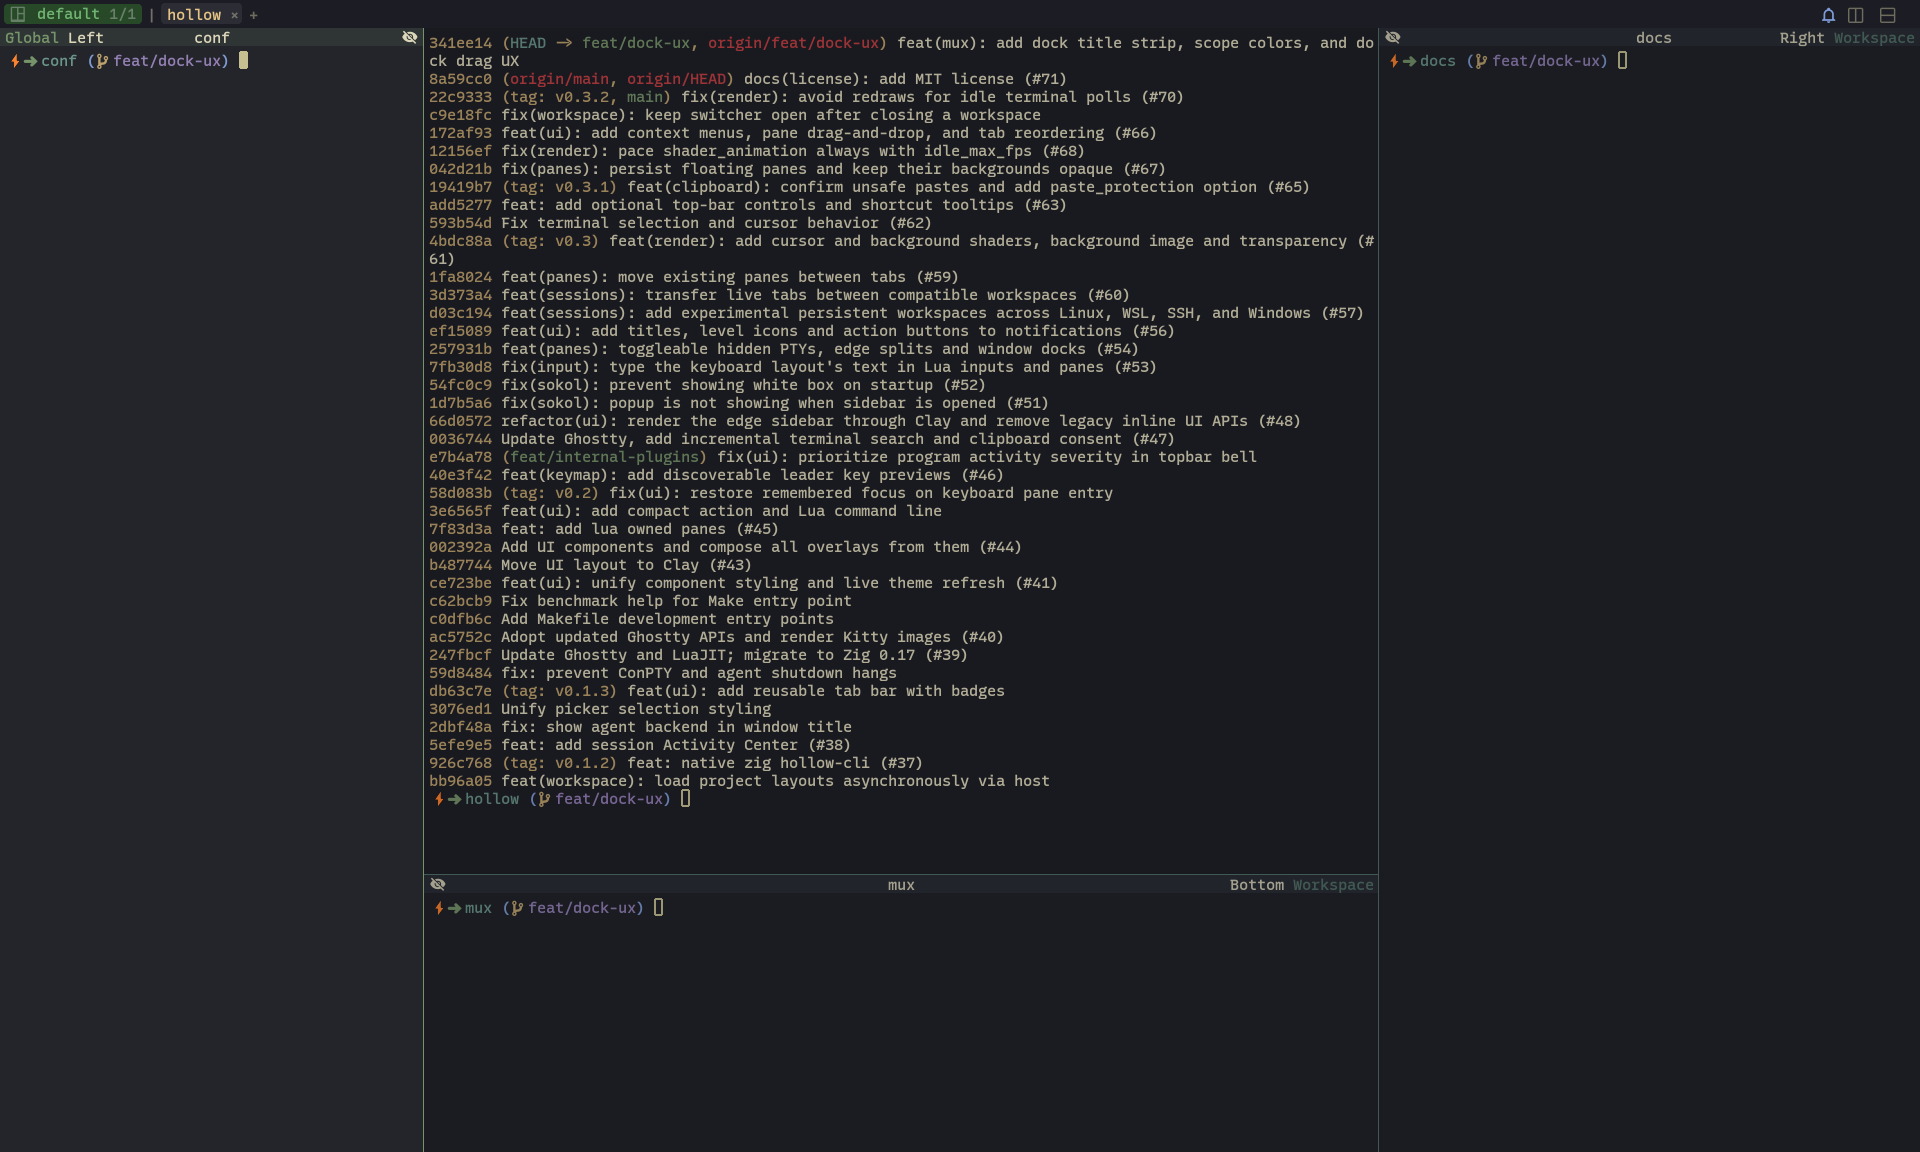 default 1/1 | hollow × +
Global Left conf
conf (feat/dock-ux)
341ee14 (HEAD -> feat/dock-ux, origin/feat/dock-ux) feat(mux): add dock title strip, scope colors, and do
ck drag UX
8a59cc0 (origin/main, origin/HEAD) docs(license): add MIT license (#71)
22c9333 (tag: v0.3.2, main) fix(render): avoid redraws for idle terminal polls (#70)
c9e18fc fix(workspace): keep switcher open after closing a workspace
172af93 feat(ui): add context menus, pane drag-and-drop, and tab reordering (#66)
12156ef fix(render): pace shader_animation always with idle_max_fps (#68)
042d21b fix(panes): persist floating panes and keep their backgrounds opaque (#67)
19419b7 (tag: v0.3.1) feat(clipboard): confirm unsafe pastes and add paste_protection option (#65)
add5277 feat: add optional top-bar controls and shortcut tooltips (#63)
593b54d Fix terminal selection and cursor behavior (#62)
4bdc88a (tag: v0.3) feat(render): add cursor and background shaders, background image and transparency (#
61)
1fa8024 feat(panes): move existing panes between tabs (#59)
3d373a4 feat(sessions): transfer live tabs between compatible workspaces (#60)
d03c194 feat(sessions): add experimental persistent workspaces across Linux, WSL, SSH, and Windows (#57)
ef15089 feat(ui): add titles, level icons and action buttons to notifications (#56)
257931b feat(panes): toggleable hidden PTYs, edge splits and window docks (#54)
7fb30d8 fix(input): type the keyboard layout's text in Lua inputs and panes (#53)
54fc0c9 fix(sokol): prevent showing white box on startup (#52)
1d7b5a6 fix(sokol): popup is not showing when sidebar is opened (#51)
66d0572 refactor(ui): render the edge sidebar through Clay and remove legacy inline UI APIs (#48)
0036744 Update Ghostty, add incremental terminal search and clipboard consent (#47)
e7b4a78 (feat/internal-plugins) fix(ui): prioritize program activity severity in topbar bell
40e3f42 feat(keymap): add discoverable leader key previews (#46)
58d083b (tag: v0.2) fix(ui): restore remembered focus on keyboard pane entry
3e6565f feat(ui): add compact action and Lua command line
7f83d3a feat: add lua owned panes (#45)
002392a Add UI components and compose all overlays from them (#44)
b487744 Move UI layout to Clay (#43)
ce723be feat(ui): unify component styling and live theme refresh (#41)
c62bcb9 Fix benchmark help for Make entry point
c0dfb6c Add Makefile development entry points
ac5752c Adopt updated Ghostty APIs and render Kitty images (#40)
247fbcf Update Ghostty and LuaJIT; migrate to Zig 0.17 (#39)
59d8484 fix: prevent ConPTY and agent shutdown hangs
db63c7e (tag: v0.1.3) feat(ui): add reusable tab bar with badges
3076ed1 Unify picker selection styling
2dbf48a fix: show agent backend in window title
5efe9e5 feat: add session Activity Center (#38)
926c768 (tag: v0.1.2) feat: native zig hollow-cli (#37)
bb96a05 feat(workspace): load project layouts asynchronously via host
hollow (feat/dock-ux)
mux Bottom Workspace
mux (feat/dock-ux)
docs Right Workspace
docs (feat/dock-ux)